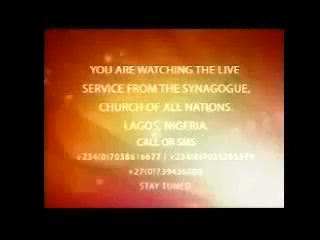 YOU ARE WATCHING THE LIVE
SERVICE FROM THE SYNAGOGUE,
CHURCH OF ALL NATIONS.
LAGOS, NIGERIA.
CALL OR SMS
STAY TUNED